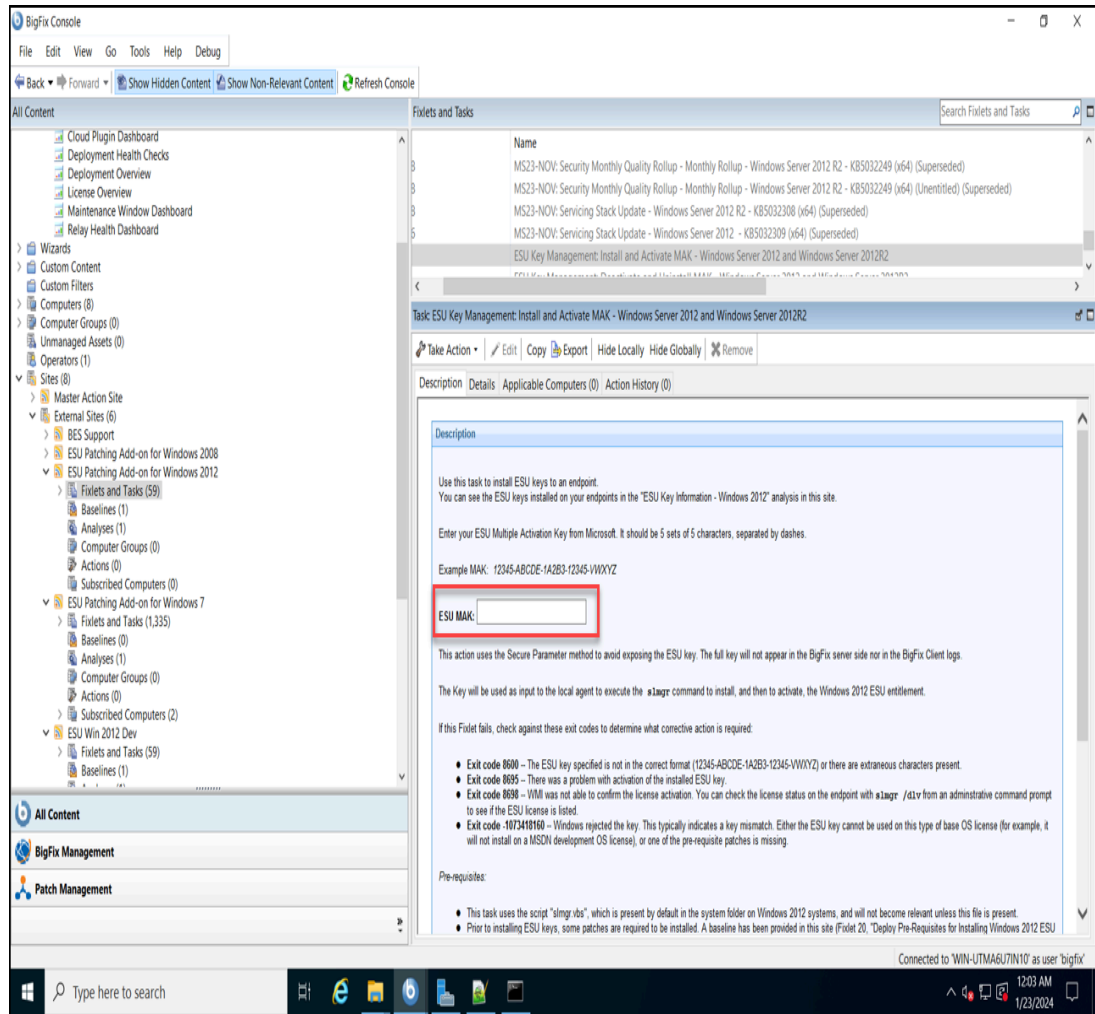 BigFix Console
File Edit View Go Tools Help Debug
Back Forward Show Hidden Content Show Non-Relevant Content Refresh Console
All Content
Cloud Plugin Dashboard
Deployment Health Checks
Deployment Overview
License Overview
Maintenance Window Dashboard
Relay Health Dashboard
Wizards
Custom Content
Custom Filters
Computers (8)
Computer Groups (0)
Unmanaged Assets (0)
Operators (1)
Sites (8)
Master Action Site
External Sites (6)
BES Support
ESU Patching Add-on for Windows 2008
ESU Patching Add-on for Windows 2012
Fixlets and Tasks (59)
Baselines (1)
Analyses (1)
Computer Groups (0)
Actions (0)
Subscribed Computers (0)
ESU Patching Add-on for Windows 7
Fixlets and Tasks (1,335)
Baselines (0)
Analyses (1)
Computer Groups (0)
Actions (0)
Subscribed Computers (2)
ESU Win 2012 Dev
Fixlets and Tasks (59)
Baselines (1)
All Content
BigFix Management
Patch Management
Fixlets and Tasks
Search Fixlets and Tasks
Name
MS23-NOV: Security Monthly Quality Rollup - Monthly Rollup - Windows Server 2012 R2 - KB5032249 (x64) (Superseded)
MS23-NOV: Security Monthly Quality Rollup - Monthly Rollup - Windows Server 2012 R2 - KB5032249 (x64) (Unentitled) (Superseded)
MS23-NOV: Servicing Stack Update - Windows Server 2012 R2 - KB5032308 (x64) (Superseded)
MS23-NOV: Servicing Stack Update - Windows Server 2012 - KB5032309 (x64) (Superseded)
ESU Key Management: Install and Activate MAK - Windows Server 2012 and Windows Server 2012R2
Task: ESU Key Management: Install and Activate MAK - Windows Server 2012 and Windows Server 2012R2
Take Action Edit Copy Export Hide Locally Hide Globally Remove
Description Details Applicable Computers (0) Action History (0)
Description
Use this task to install ESU keys to an endpoint.
You can see the ESU keys installed on your endpoints in the "ESU Key Information - Windows 2012" analysis in this site.
Enter your ESU Multiple Activation Key from Microsoft. It should be 5 sets of 5 characters, separated by dashes.
Example MAK: 12345-ABCDE-1A2B3-12345-VWXYZ
ESU MAK:
This action uses the Secure Parameter method to avoid exposing the ESU key. The full key will not appear in the BigFix server side nor in the BigFix Client logs.
The Key will be used as input to the local agent to execute the slmgr command to install, and then to activate, the Windows 2012 ESU entitlement.
If this Fixlet fails, check against these exit codes to determine what corrective action is required:
● Exit code 8600 – The ESU key specified is not in the correct format (12345-ABCDE-1A2B3-12345-VWXYZ) or there are extraneous characters present.
● Exit code 8695 – There was a problem with activation of the installed ESU key.
● Exit code 8698 – WMI was not able to confirm the license activation. You can check the license status on the endpoint with slmgr /dlv from an adminstrative command prompt
to see if the ESU license is listed.
● Exit code -1073418160 – Windows rejected the key. This typically indicates a key mismatch. Either the ESU key cannot be used on this type of base OS license (for example, it
will not install on a MSDN development OS license), or one of the pre-requisite patches is missing.
Pre-requisites:
● This task uses the script "slmgr.vbs", which is present by default in the system folder on Windows 2012 systems, and will not become relevant unless this file is present.
● Prior to installing ESU keys, some patches are required to be installed. A baseline has been provided in this site (Fixlet 20, "Deploy Pre-Requisites for Installing Windows 2012 ESU
Connected to 'WIN-UTMA6U7IN10' as user 'bigfix'
Type here to search
12:03 AM
1/23/2024